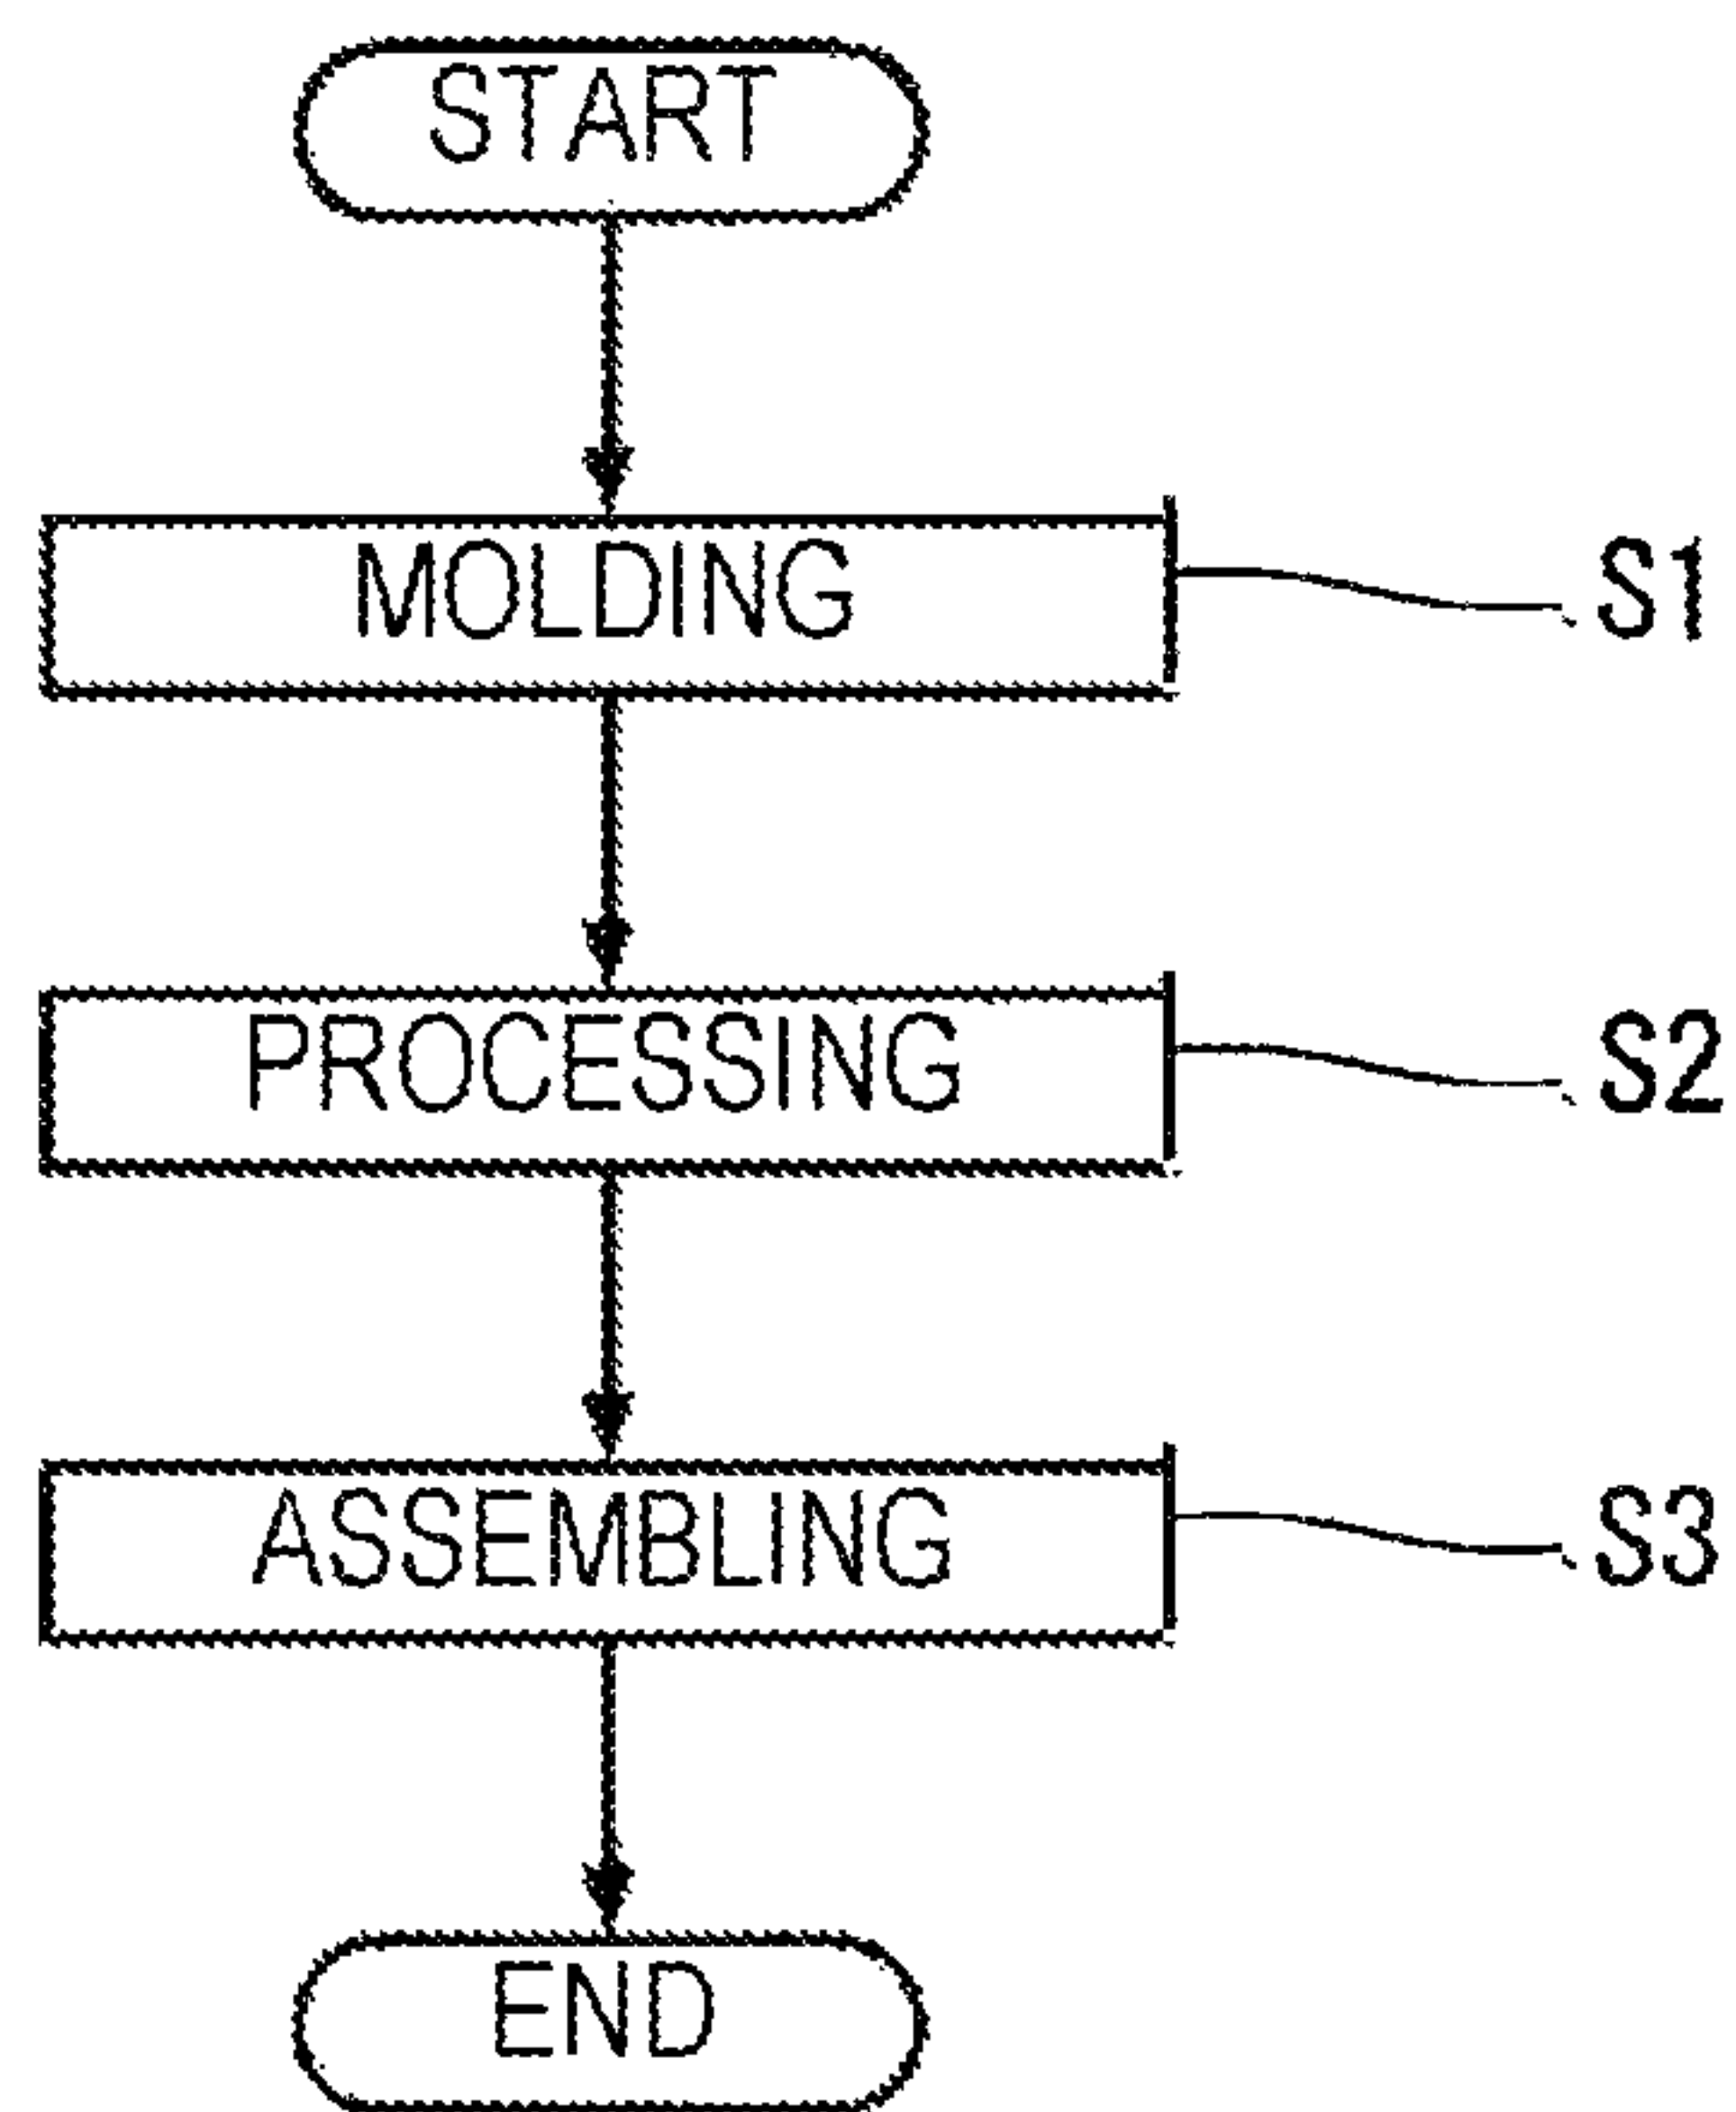 START
MOLDING S1
PROCESSING S2
ASSEMBLING S3
END